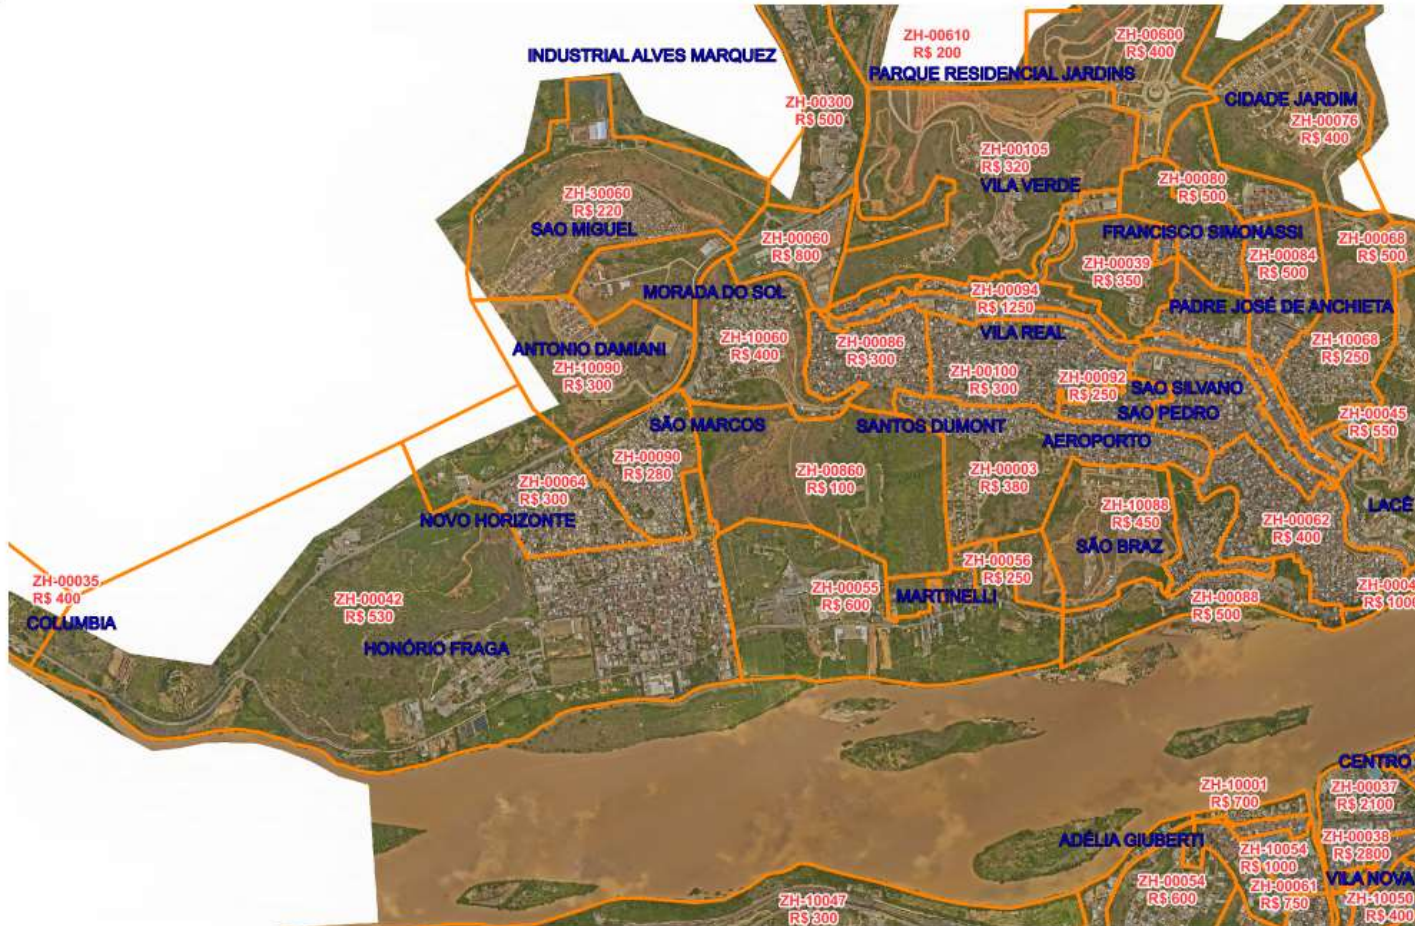 ZH-00610
R$ 200
ZH-00600
R$ 400
INDUSTRIAL ALVES MARQUEZ
PARQUE RESIDENCIAL JARDINS
CIDADE JARDIM
ZH-00300
R$ 500
ZH-00076
R$ 400
ZH-00105
R$ 320
VILA VERDE
ZH-00080
R$ 500
ZH-30060
R$ 220
SAO MIGUEL
ZH-00060
R$ 800
FRANCISCO SIMONASSI
ZH-00068
R$ 500
ZH-00039
R$ 350
ZH-00084
R$ 500
MORADA DO SOL
ZH-00094
R$ 1250
PADRE JOSÉ DE ANCHIETA
VILA REAL
ANTONIO DAMIANI
ZH-10090
R$ 300
ZH-10060
R$ 400
ZH-00086
R$ 300
ZH-10068
R$ 250
ZH-00100
R$ 300
ZH-00092
R$ 250
SAO SILVANO
SAO PEDRO
SÃO MARCOS
SANTOS DUMONT
AEROPORTO
ZH-00045
R$ 550
ZH-00090
R$ 280
ZH-00860
R$ 100
ZH-00003
R$ 380
ZH-00064
R$ 300
NOVO HORIZONTE
ZH-10088
R$ 450
SÃO BRAZ
ZH-00062
R$ 400
LACÊ
ZH-00056
R$ 250
ZH-00035
R$ 400
COLUMBIA
ZH-00042
R$ 530
HONÓRIO FRAGA
ZH-00055
R$ 600
MARTINELLI
ZH-00088
R$ 500
ZH-0004
R$ 1000
CENTRO
ZH-10001
R$ 700
ZH-00037
R$ 2100
ADÉLIA GIUBERTI
ZH-10054
R$ 1000
ZH-00038
R$ 2800
ZH-00054
R$ 600
ZH-00061
R$ 750
VILA NOVA
ZH-10050
R$ 400
ZH-10047
R$ 300